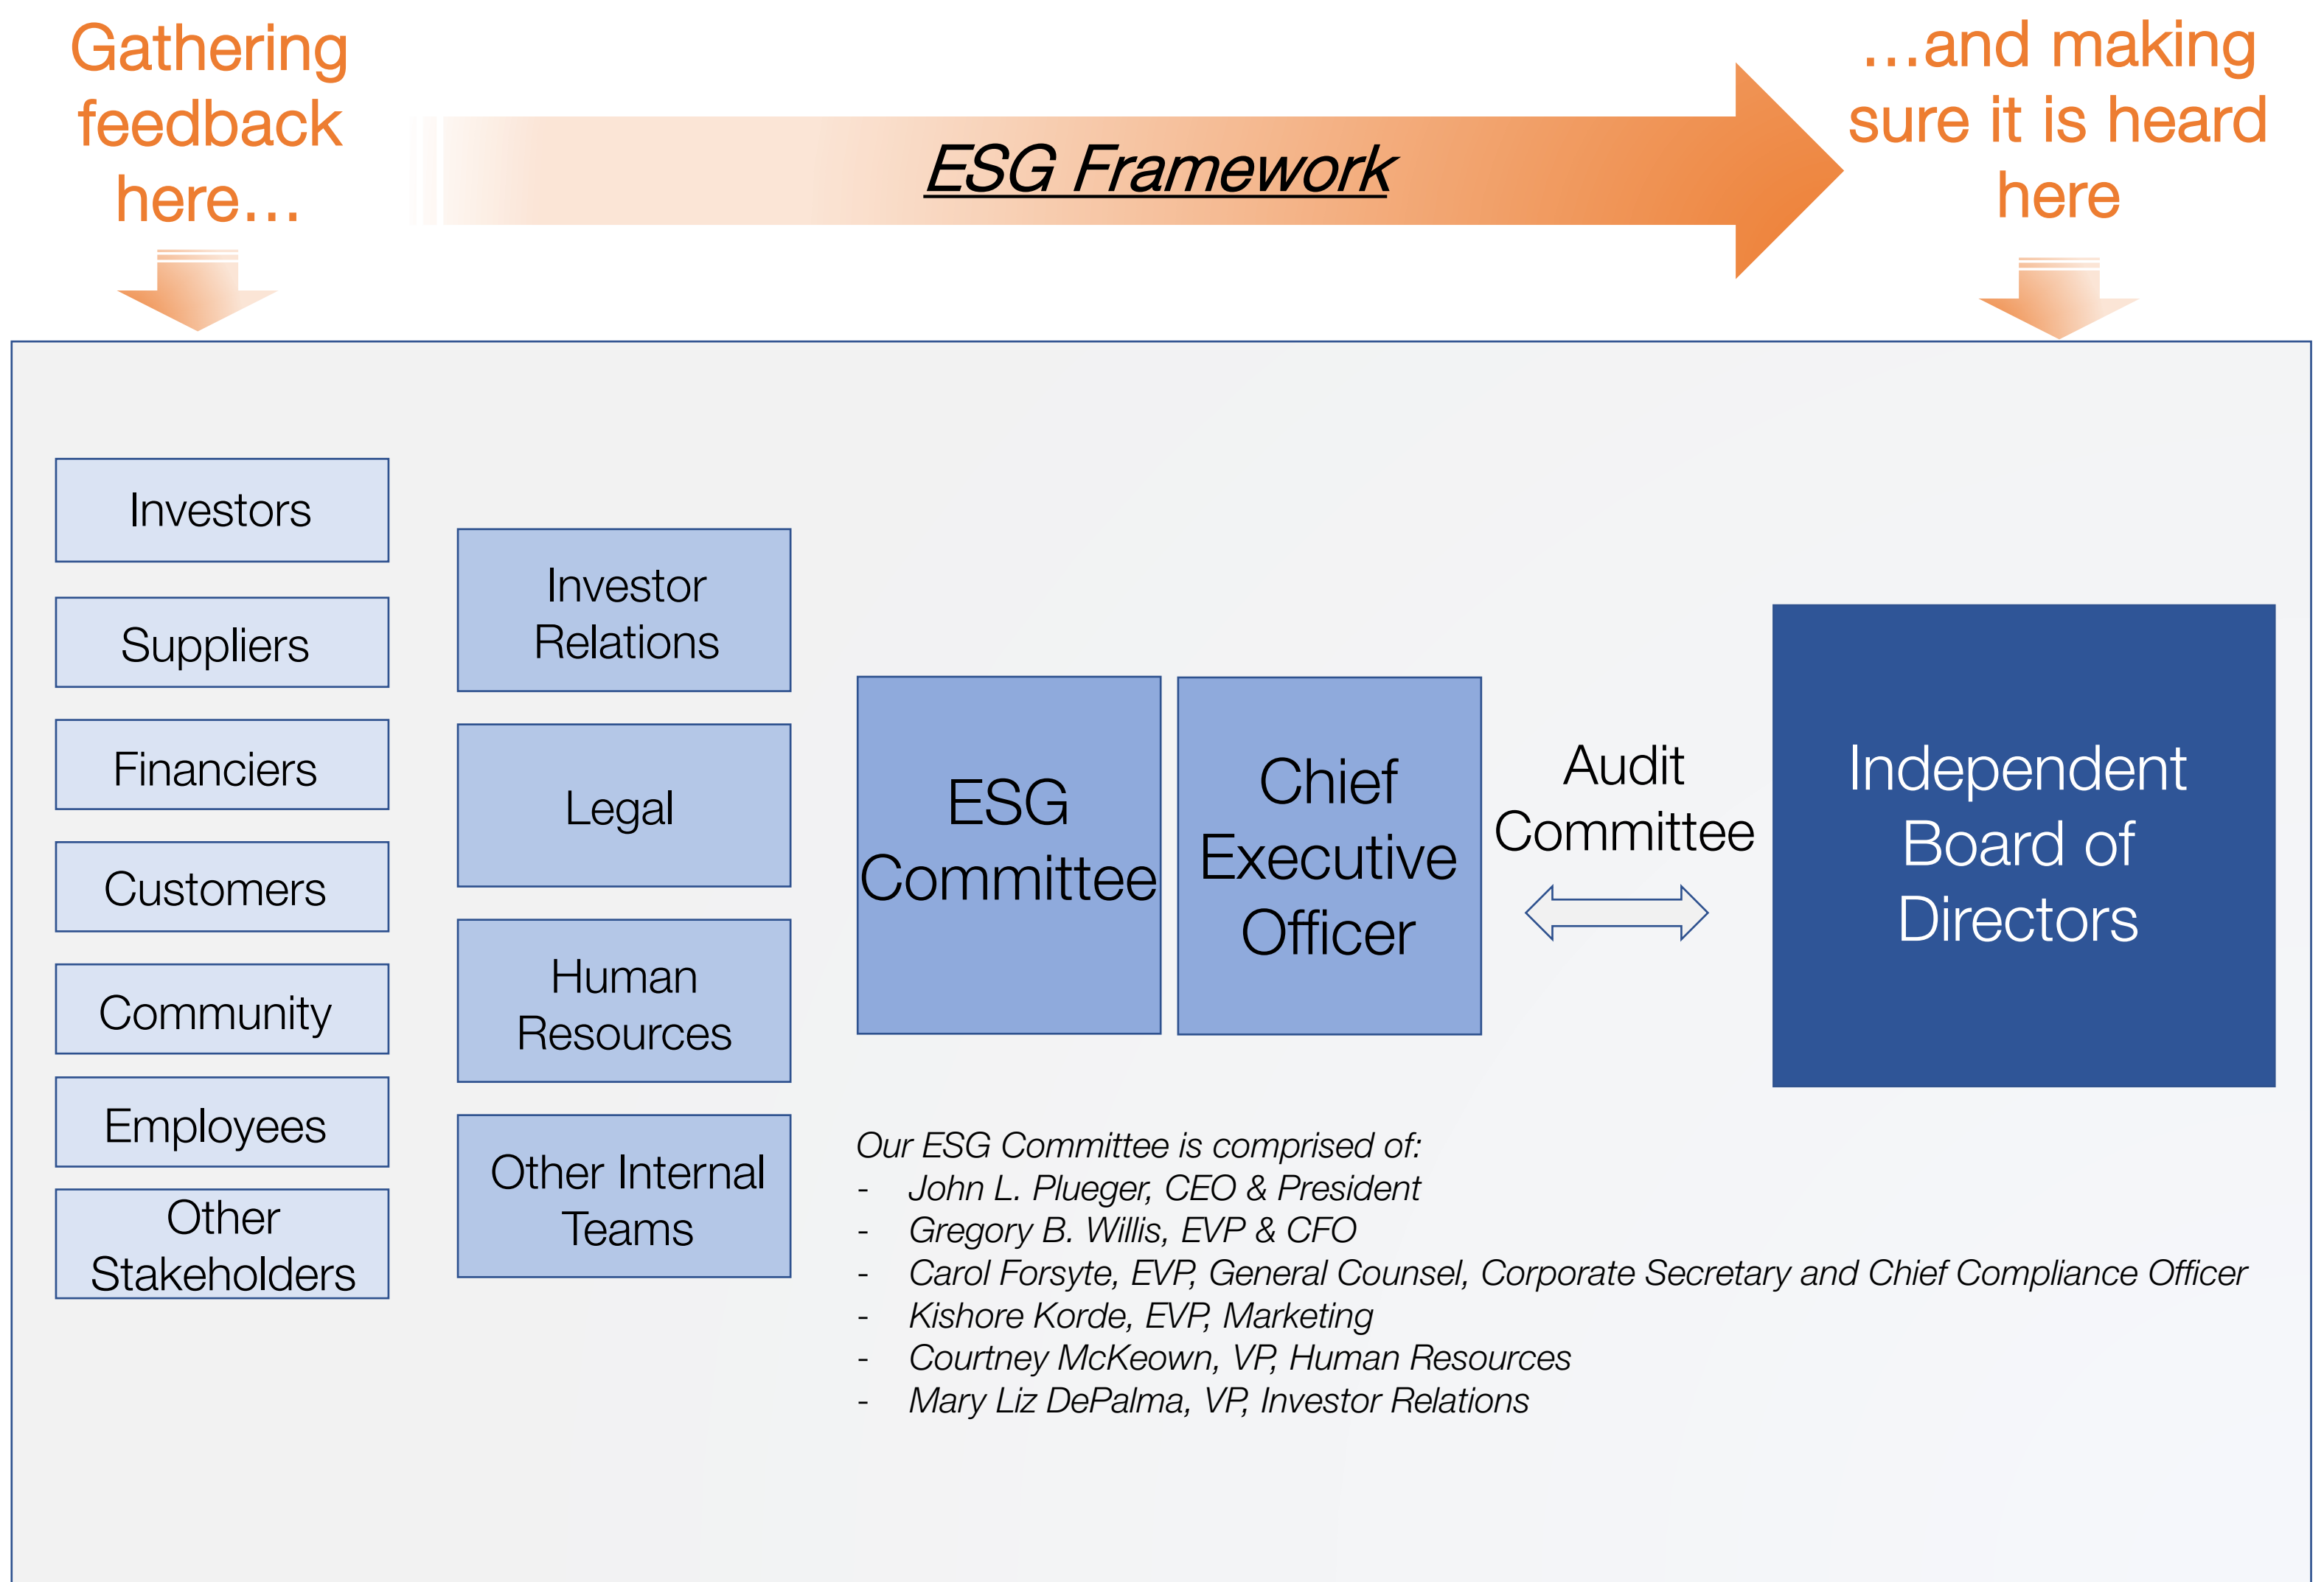 Gathering
feedback
here…
ESG Framework
…and making
sure it is heard
here
Investors
Suppliers
Financiers
Customers
Community
Employees
Other
Stakeholders
Investor
Relations
Legal
Human
Resources
Other Internal
Teams
ESG
Committee
Chief
Executive
Officer
Audit
Committee
Independent
Board of
Directors
Our ESG Committee is comprised of:
- John L. Plueger, CEO & President
- Gregory B. Willis, EVP & CFO
- Carol Forsyte, EVP, General Counsel, Corporate Secretary and Chief Compliance Officer
- Kishore Korde, EVP, Marketing
- Courtney McKeown, VP, Human Resources
- Mary Liz DePalma, VP, Investor Relations